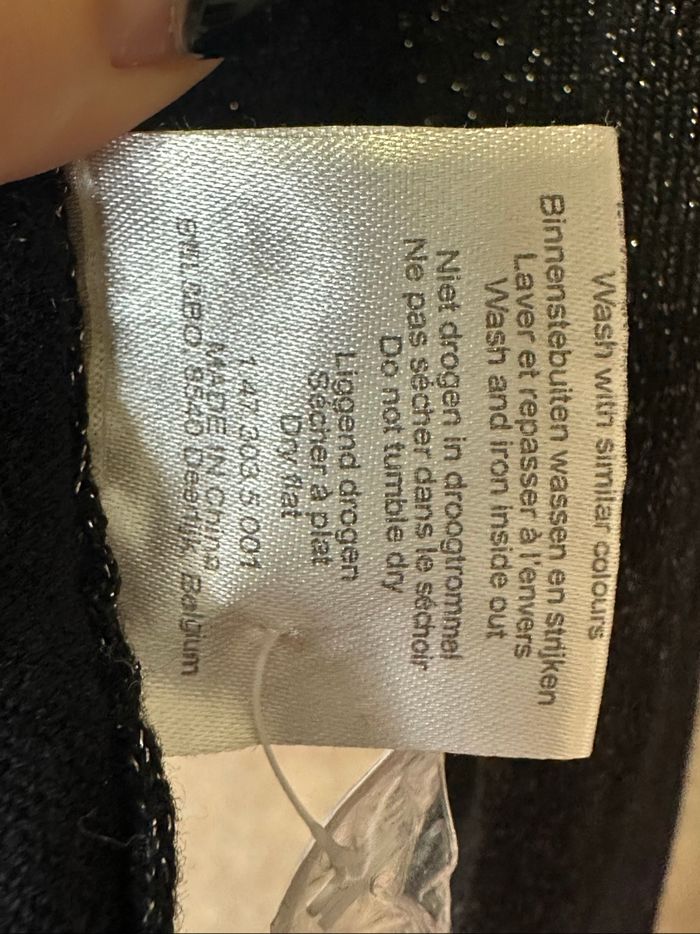 Wash with similar colours
Binnenstebuiten wassen en strijken
Laver et repasser à l'envers
Wash and iron inside out
Niet drogen in droogtrommel
Ne pas sécher dans le séchoir
Do not tumble dry
Liggend drogen
Sécher à plat
Dry flat
147 303 5 001
MADE IN China
8540 Deerlijk, Belgium